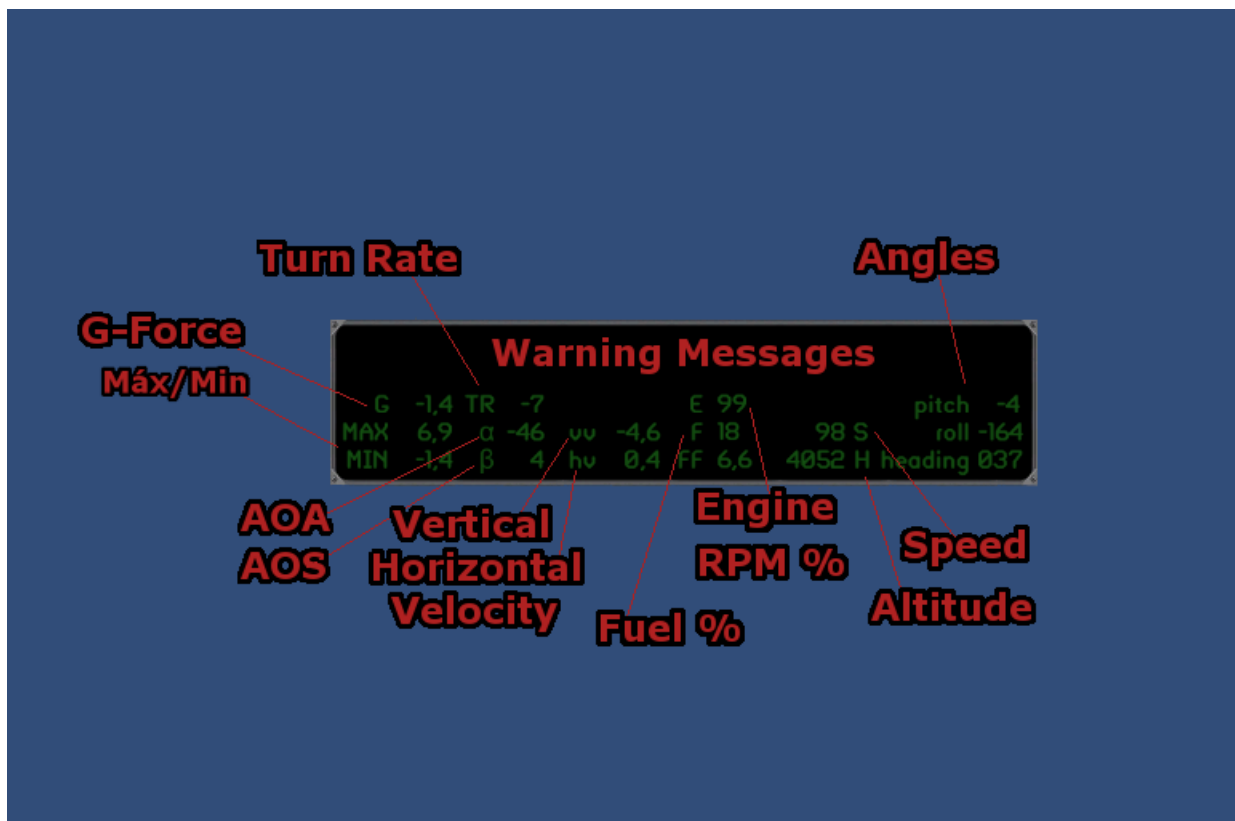 Turn Rate
Angles
G-Force
Máx/Min
Warning Messages
G -1,4 TR -7 E 99 pitch -4
MAX 6,9 α -46 vv -4,6 F 18 98 S roll -164
MIN -1,4 β 4 hv 0,4 FF 6,6 4052 H heading 037
AOA
AOS
Vertical
Horizontal
Velocity
Fuel %
Engine
RPM %
Speed
Altitude